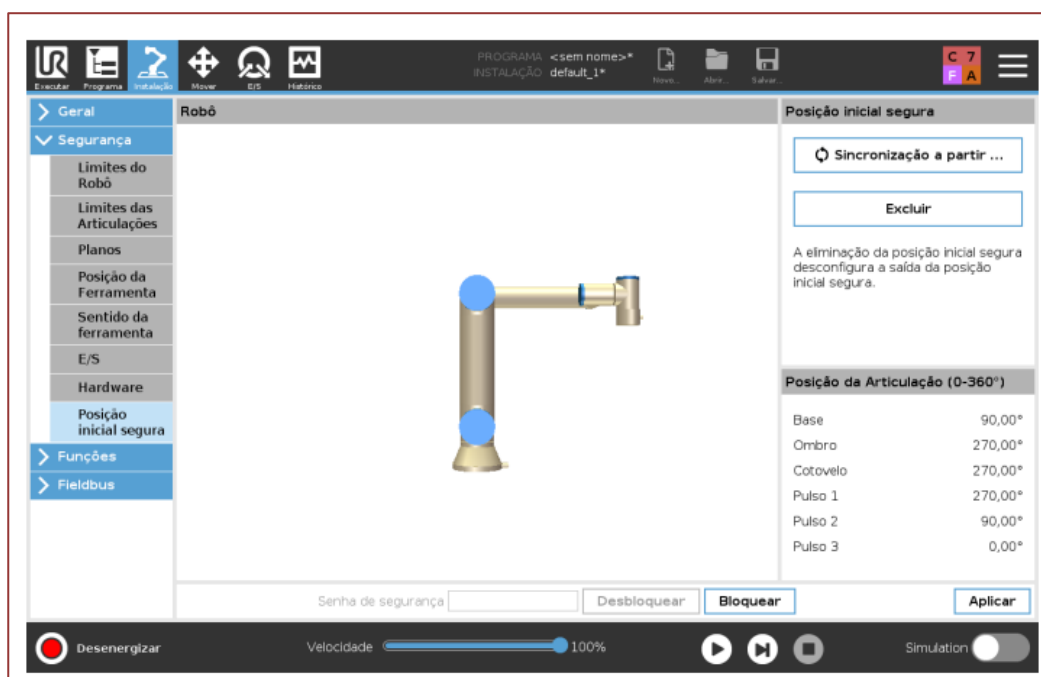 UR
PROGRAMA <sem nome>*
INSTALAÇÃO default_1*
Executar Programa Instalação Mover E/S Histórico
Novo... Abrir... Salvar...
C 7
F A
Geral
Segurança
Limites do
Robô
Limites das
Articulações
Planos
Posição da
Ferramenta
Sentido da
ferramenta
E/S
Hardware
Posição
inicial segura
Funções
Fieldbus
Robô
Posição inicial segura
Sincronização a partir ...
Excluir
A eliminação da posição inicial segura
desconfigura a saída da posição
inicial segura.
Posição da Articulação (0-360°)
Base 90,00°
Ombro 270,00°
Cotovelo 270,00°
Pulso 1 270,00°
Pulso 2 90,00°
Pulso 3 0,00°
Senha de segurança Desbloquear Bloquear Aplicar
Desenergizar Velocidade 100% Simulation